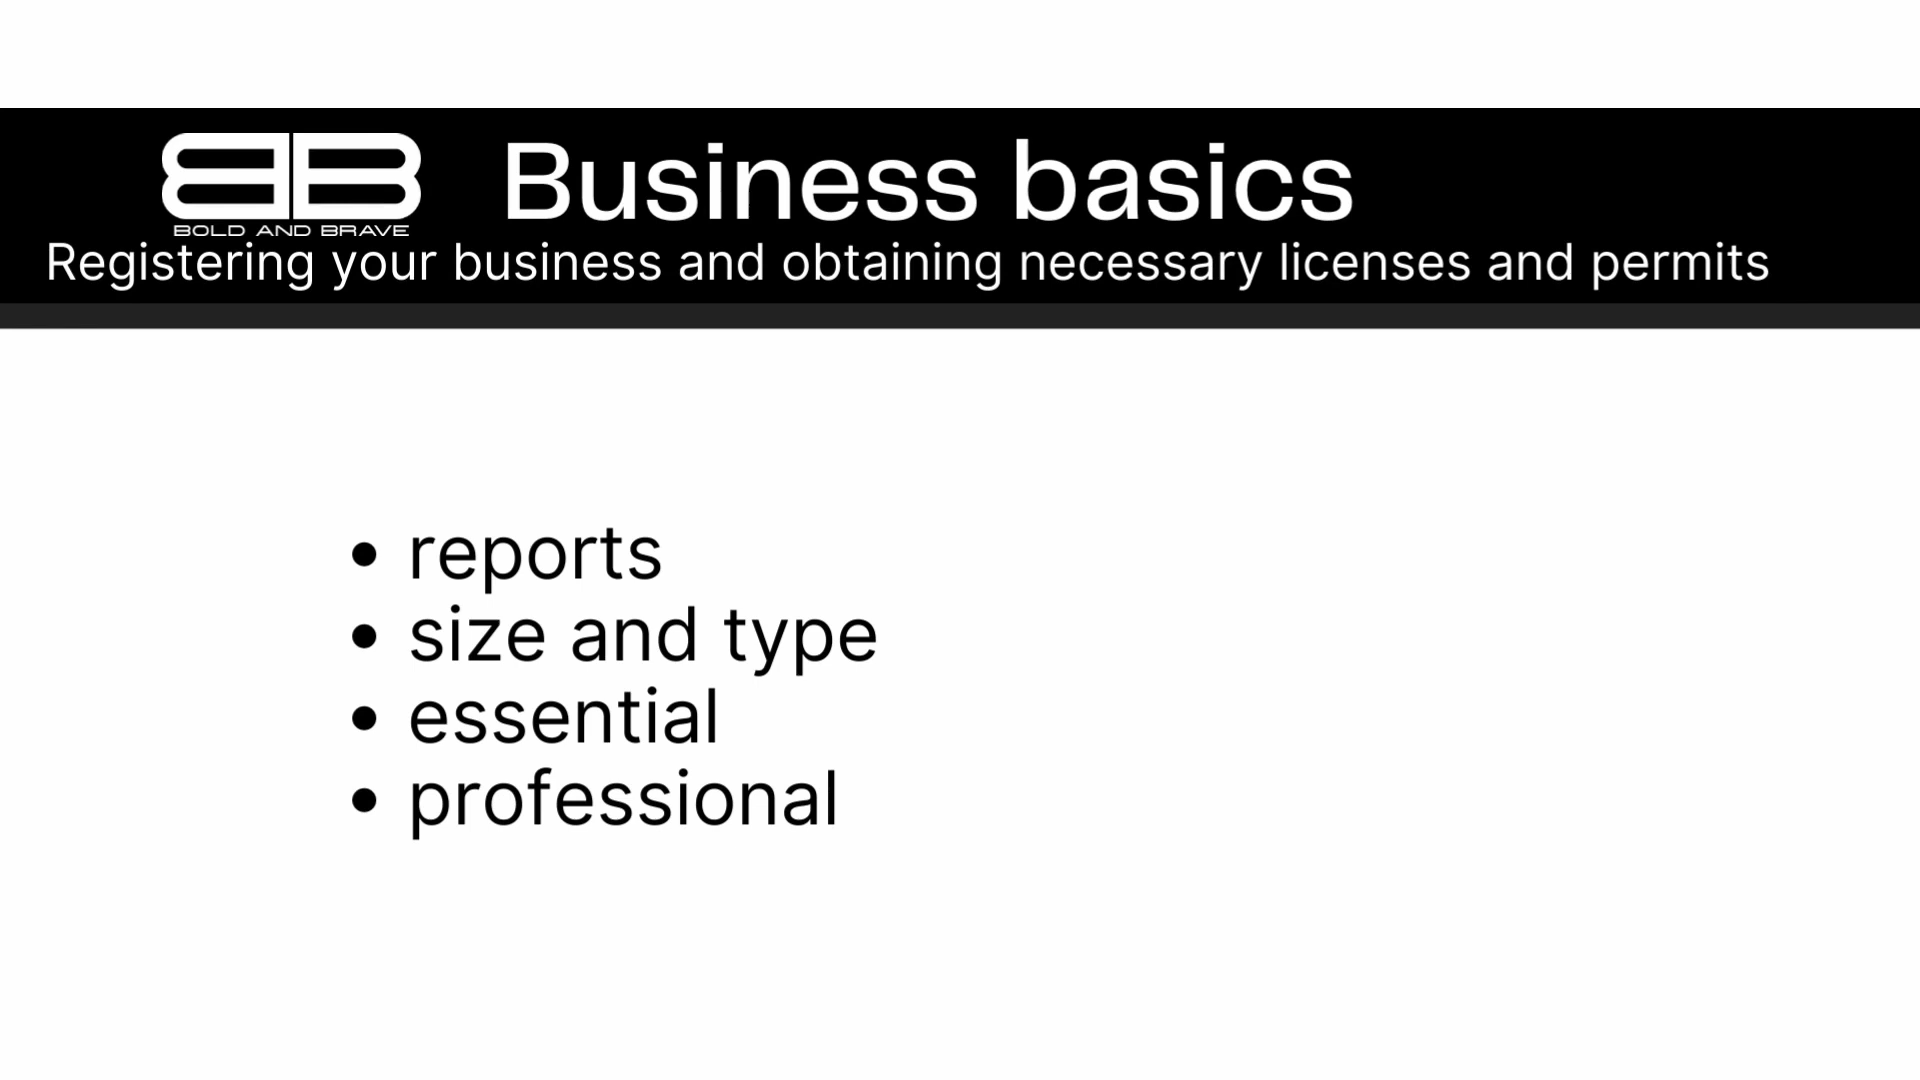 BB
BOLD AND BRAVE
Business basics
Registering your business and obtaining necessary licenses and permits
• reports
• size and type
• essential
• professional